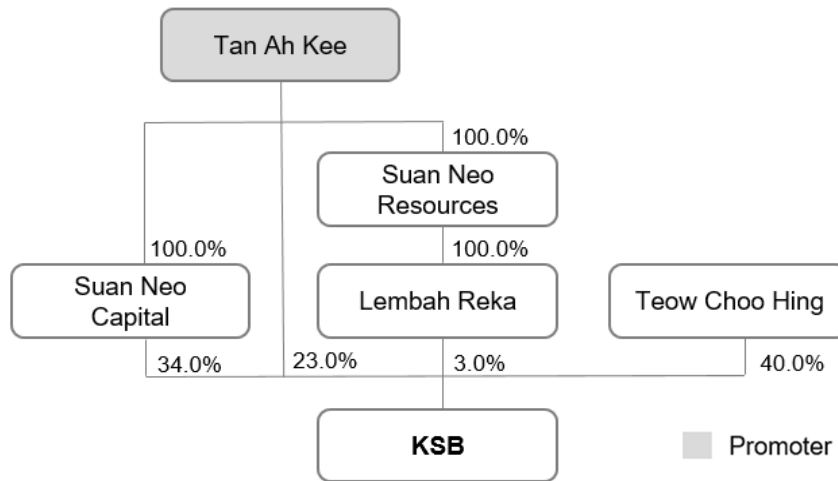 Tan Ah Kee
100.0%
Suan Neo
Resources
100.0%
100.0%
Suan Neo
Capital
Lembah Reka
Teow Choo Hing
34.0%
23.0%
3.0%
40.0%
KSB
Promoter